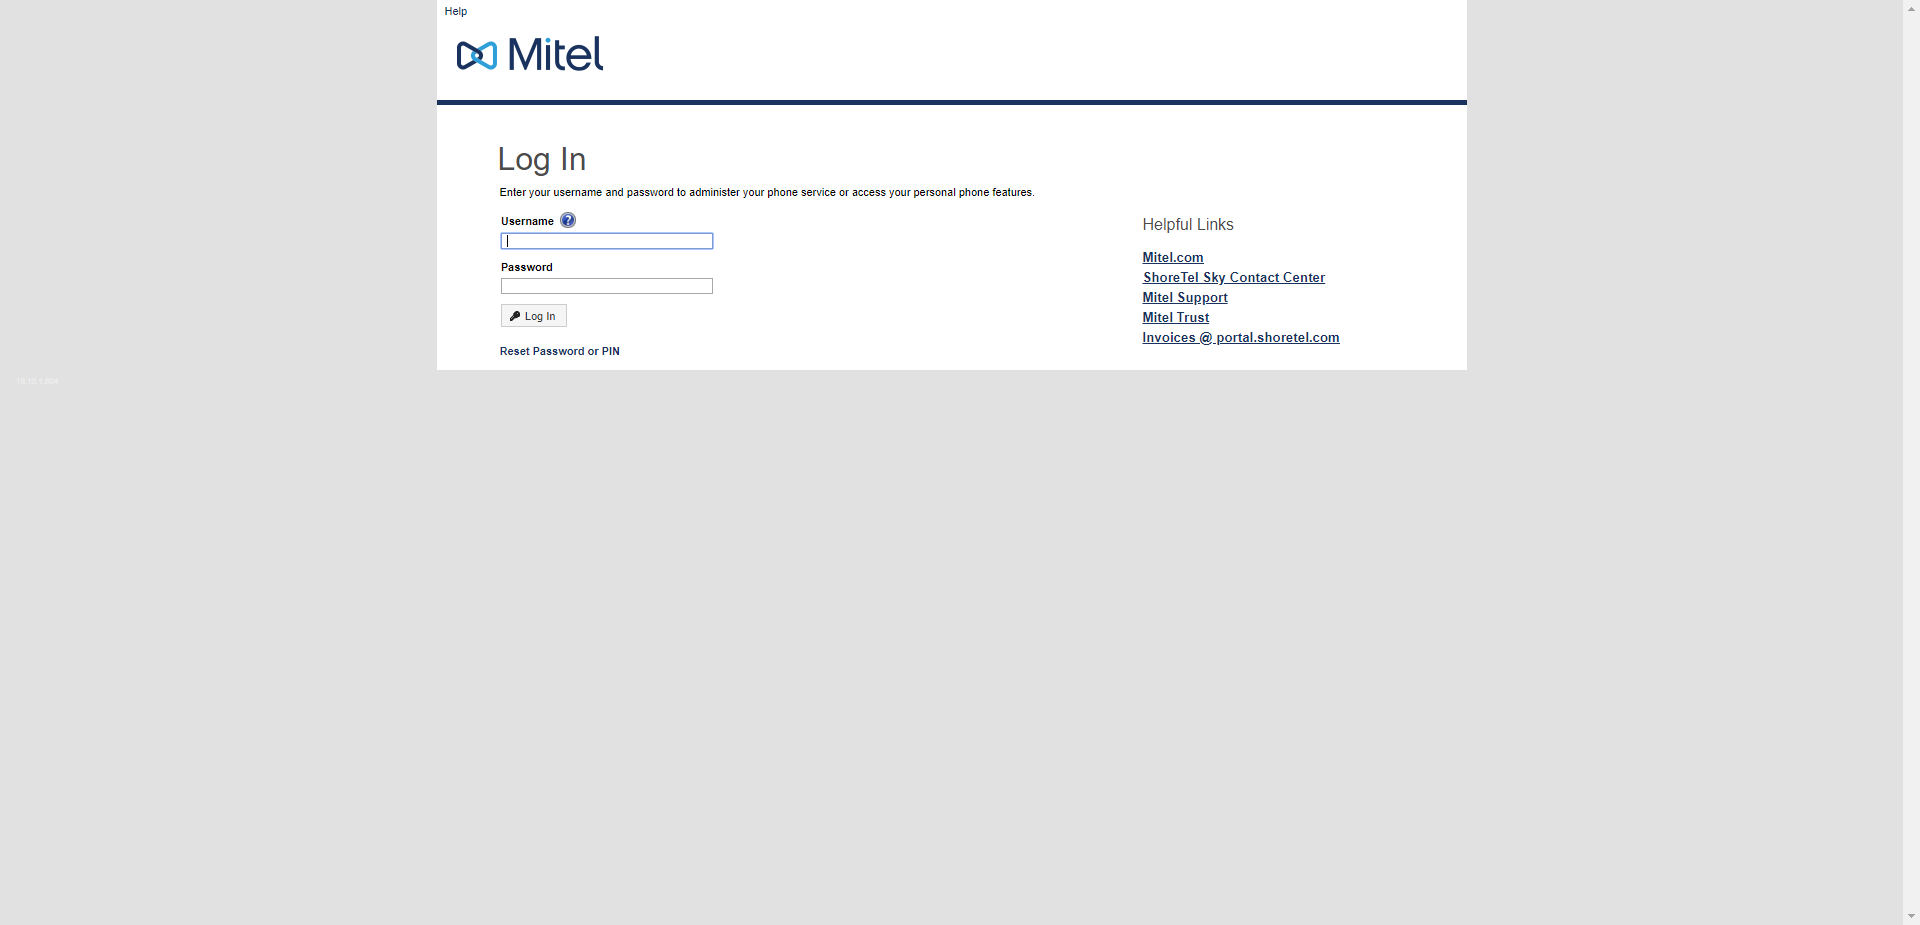 Help
Mitel
Log In
Enter your username and password to administer your phone service or access your personal phone features.
Username ?
Password
Log In
Reset Password or PIN
Helpful Links
Mitel.com
ShoreTel Sky Contact Center
Mitel Support
Mitel Trust
Invoices @ portal.shoretel.com